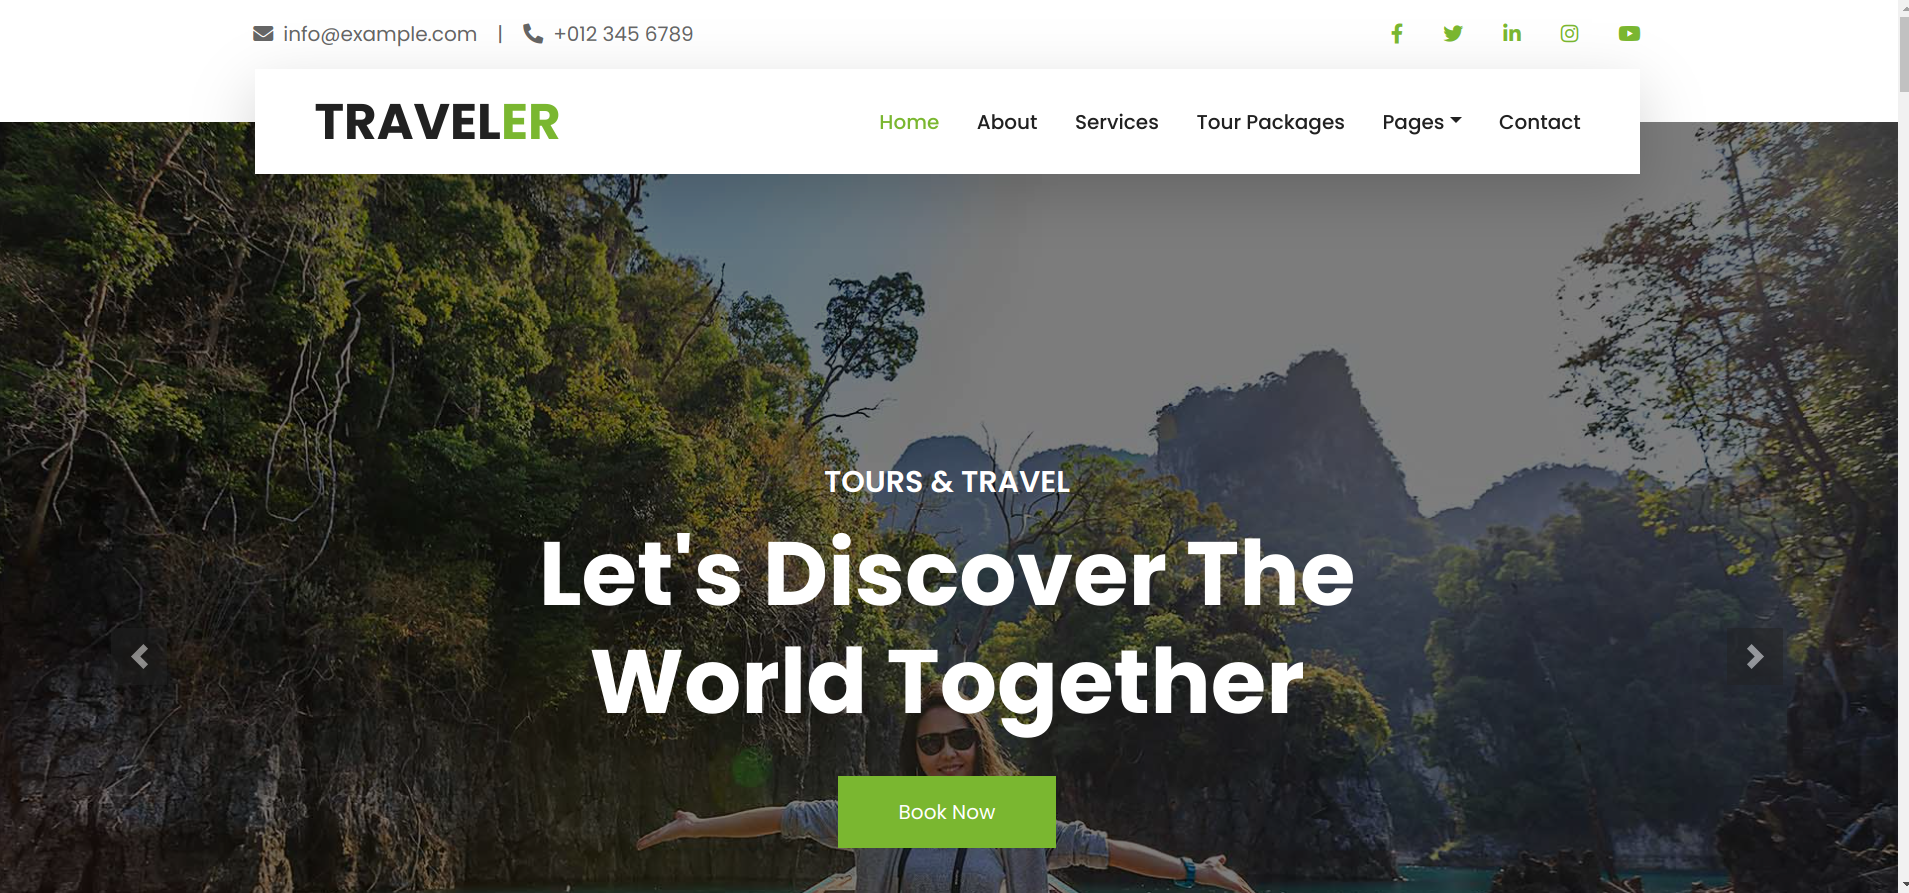 info@example.com | +012 345 6789
TRAVELER
Home About Services Tour Packages Pages Contact
TOURS & TRAVEL
Let's Discover The
World Together
Book Now